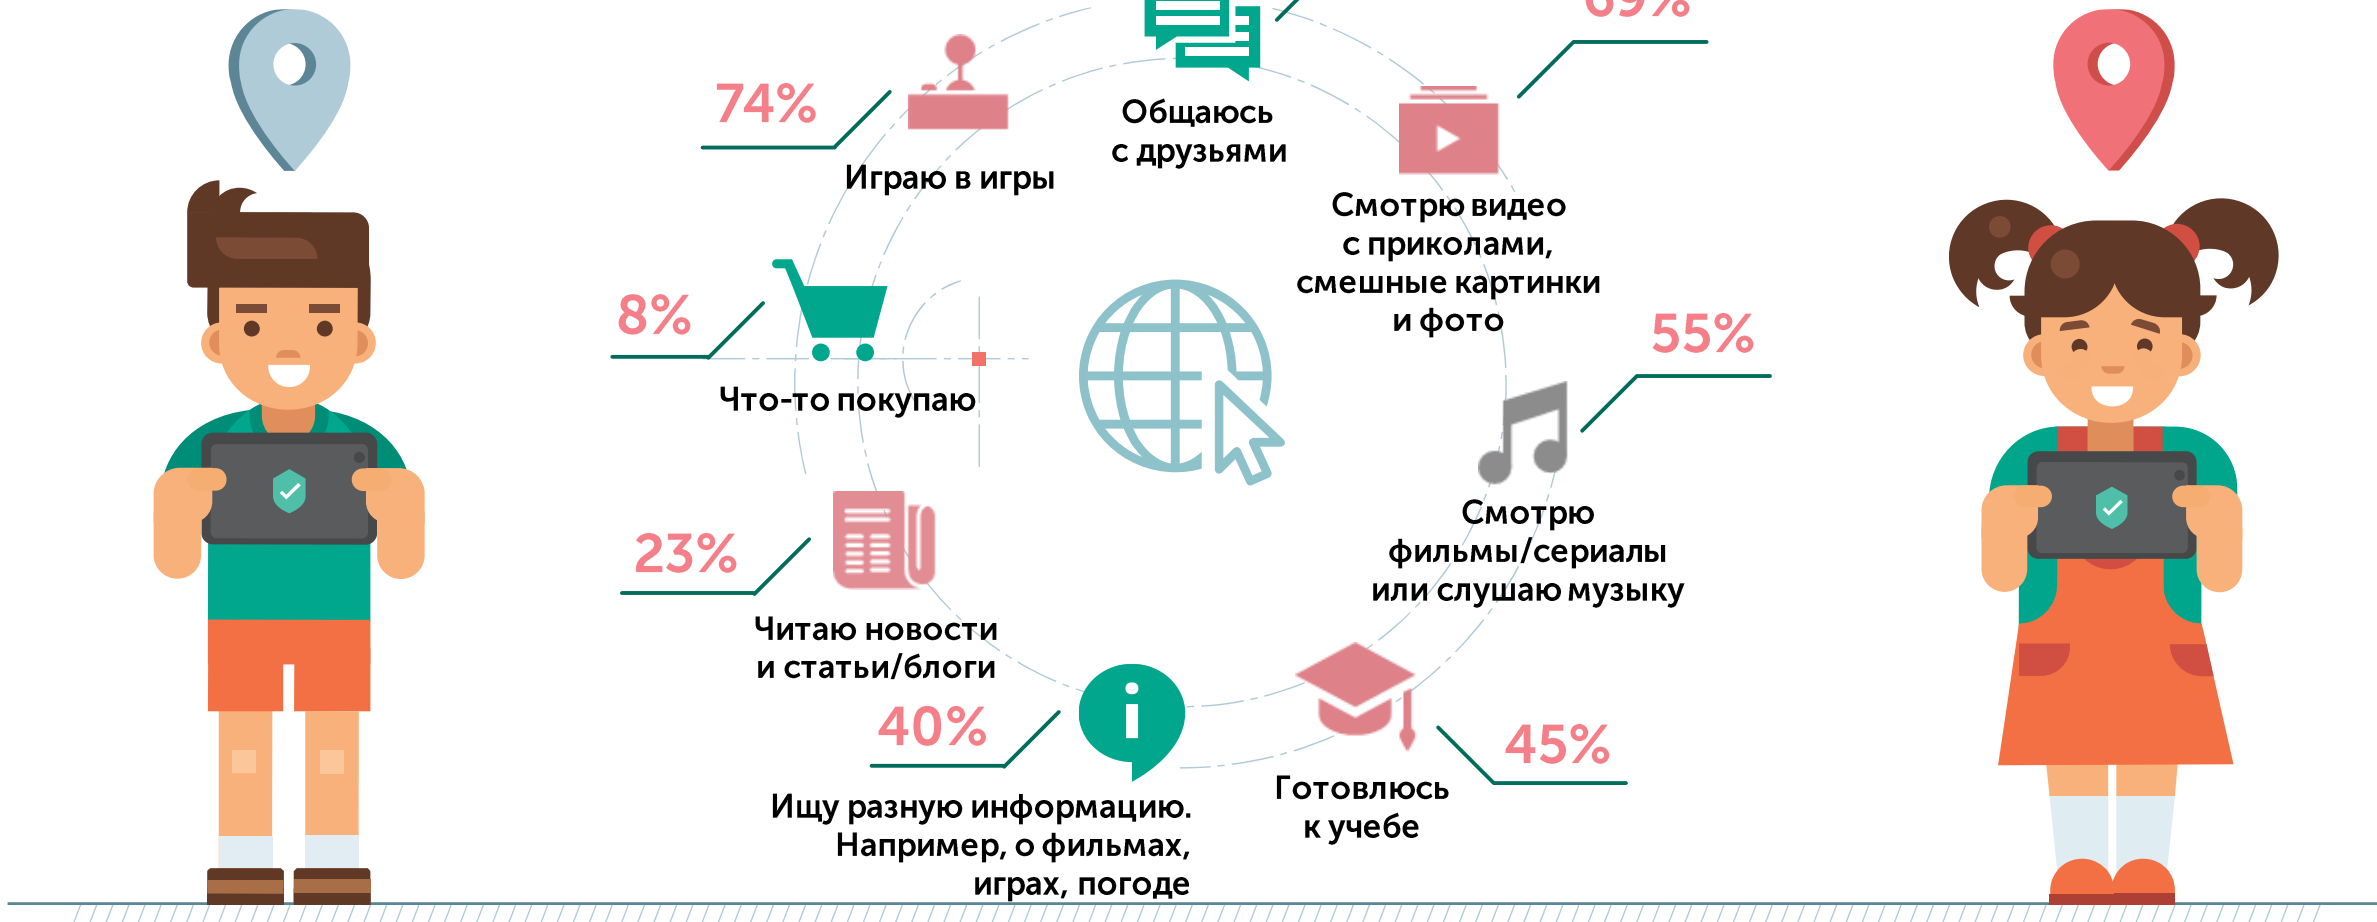 69%
74%
Общаюсь
с друзьями
Играю в игры
Смотрю видео
с приколами,
смешные картинки
и фото
8%
Что-то покупаю
55%
Смотрю
фильмы/сериалы
или слушаю музыку
23%
Читаю новости
и статьи/блоги
40%
Ищу разную информацию.
Например, о фильмах,
играх, погоде
45%
Готовлюсь
к учебе